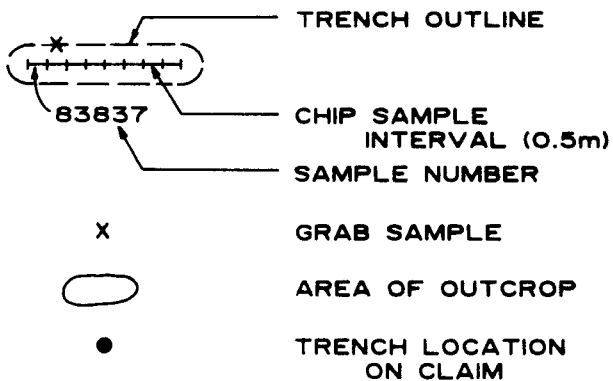 TRENCH OUTLINE
83837
CHIP SAMPLE
INTERVAL (0.5m)
SAMPLE NUMBER
X GRAB SAMPLE
AREA OF OUTCROP
TRENCH LOCATION
ON CLAIM